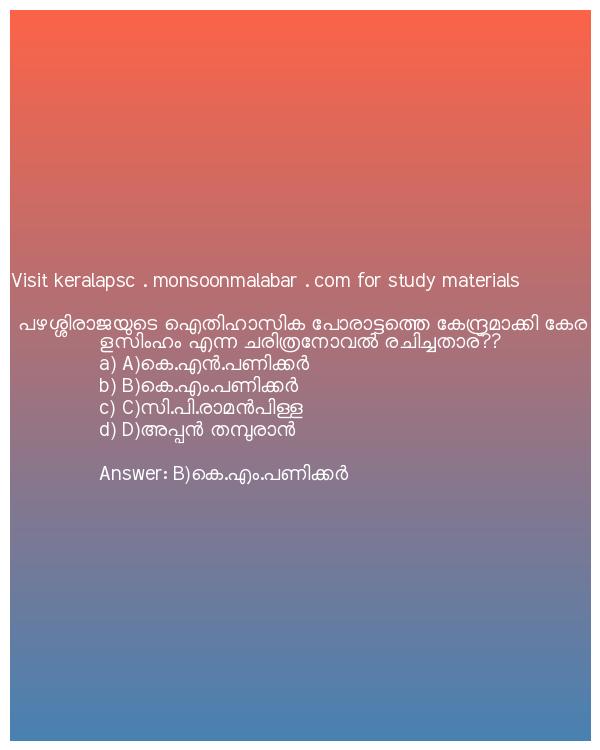 Visit keralapsc . monsoonmalabar . com for study materials
പഴശ്ശിരാജയുടെ ഐതിഹാസിക പോരാട്ടത്തെ കേന്ദ്രമാക്കി കേര
ളസിംഹം എന്ന ചരിത്രനോവൽ രചിച്ചതാര്??
a) A)കെ.എൻ.പണിക്കർ
b) B)കെ.എം.പണിക്കർ
c) C)സി.പി.രാമൻപിള്ള
d) D)അപ്പൻ തമ്പുരാൻ
Answer: B)കെ.എം.പണിക്കർ